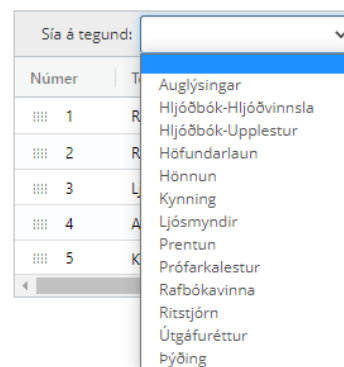 Sía á tegund:
Númer
Auglýsingar
Hljóðbók-Hljóðvinnsla
Hljóðbók-Upplestur
Höfundarlaun
Hönnun
Kynning
Ljósmyndir
Prentun
Prófarkalestur
Rafbókavinna
Ritstjórn
Útgáfuréttur
Þýðing
1 R
2 R
3
4 A
5 K